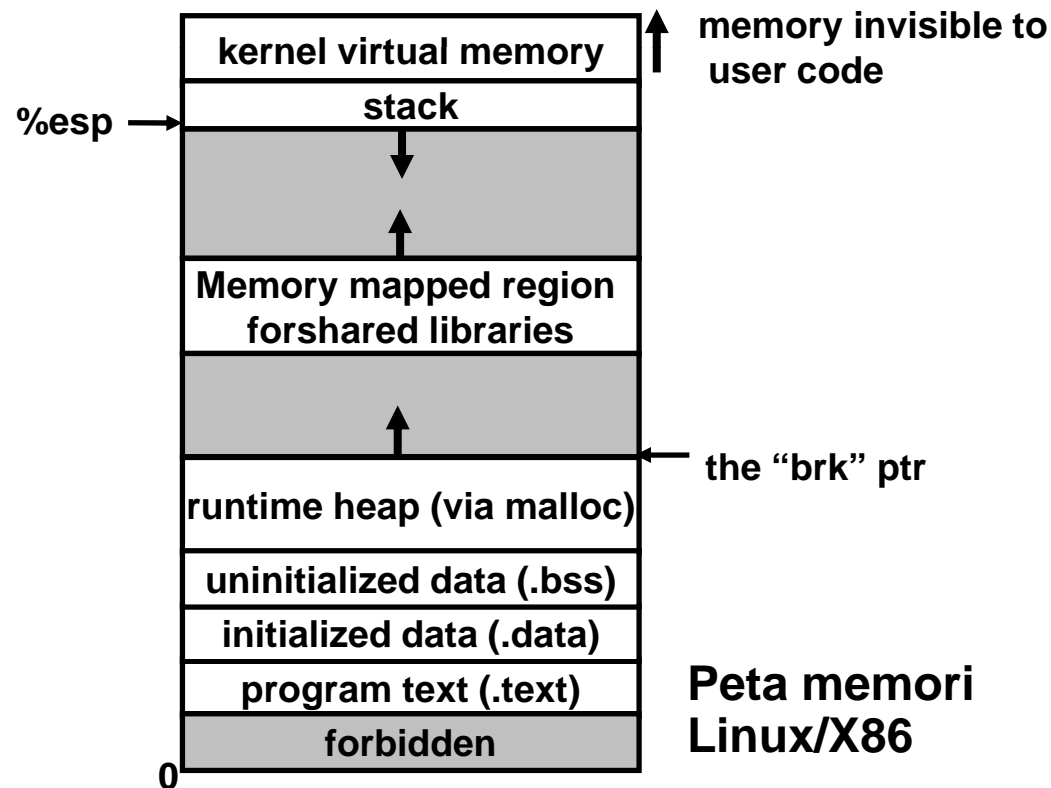 kernel virtual memory
memory invisible to
user code
%esp
stack
Memory mapped region
forshared libraries
the “brk” ptr
runtime heap (via malloc)
uninitialized data (.bss)
initialized data (.data)
program text (.text)
forbidden
0
Peta memori
Linux/X86